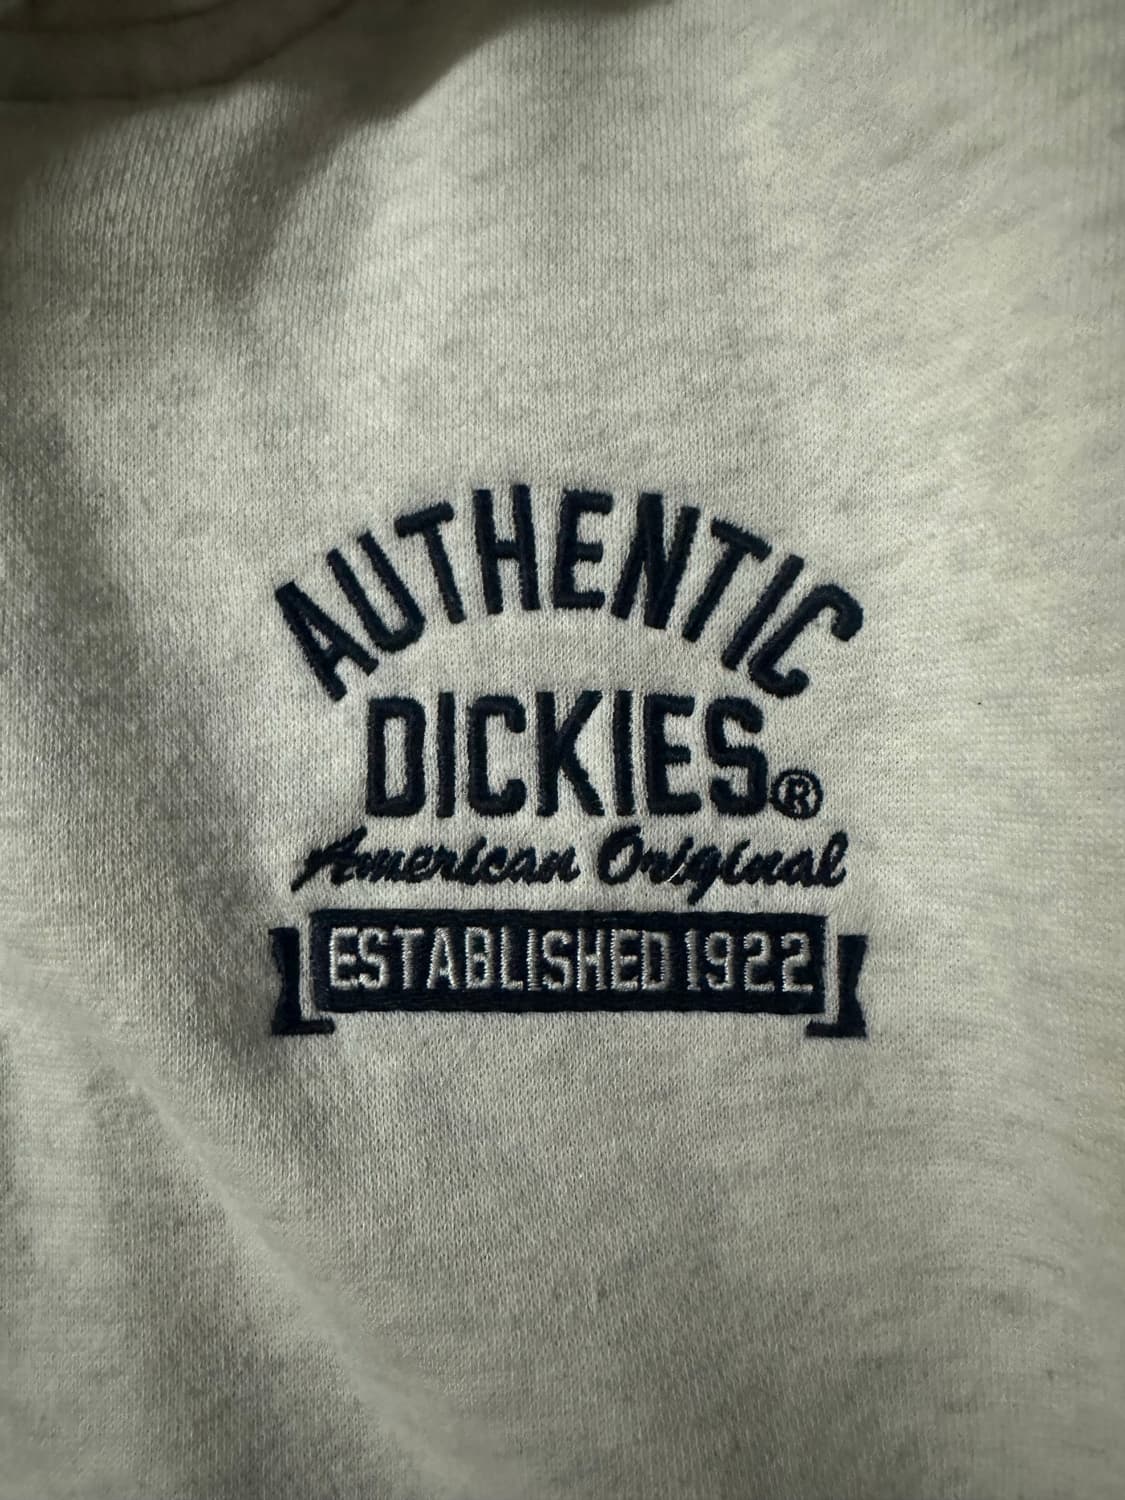 AUTHENTIC
DICKIES®
American Original
ESTABLISHED 1922